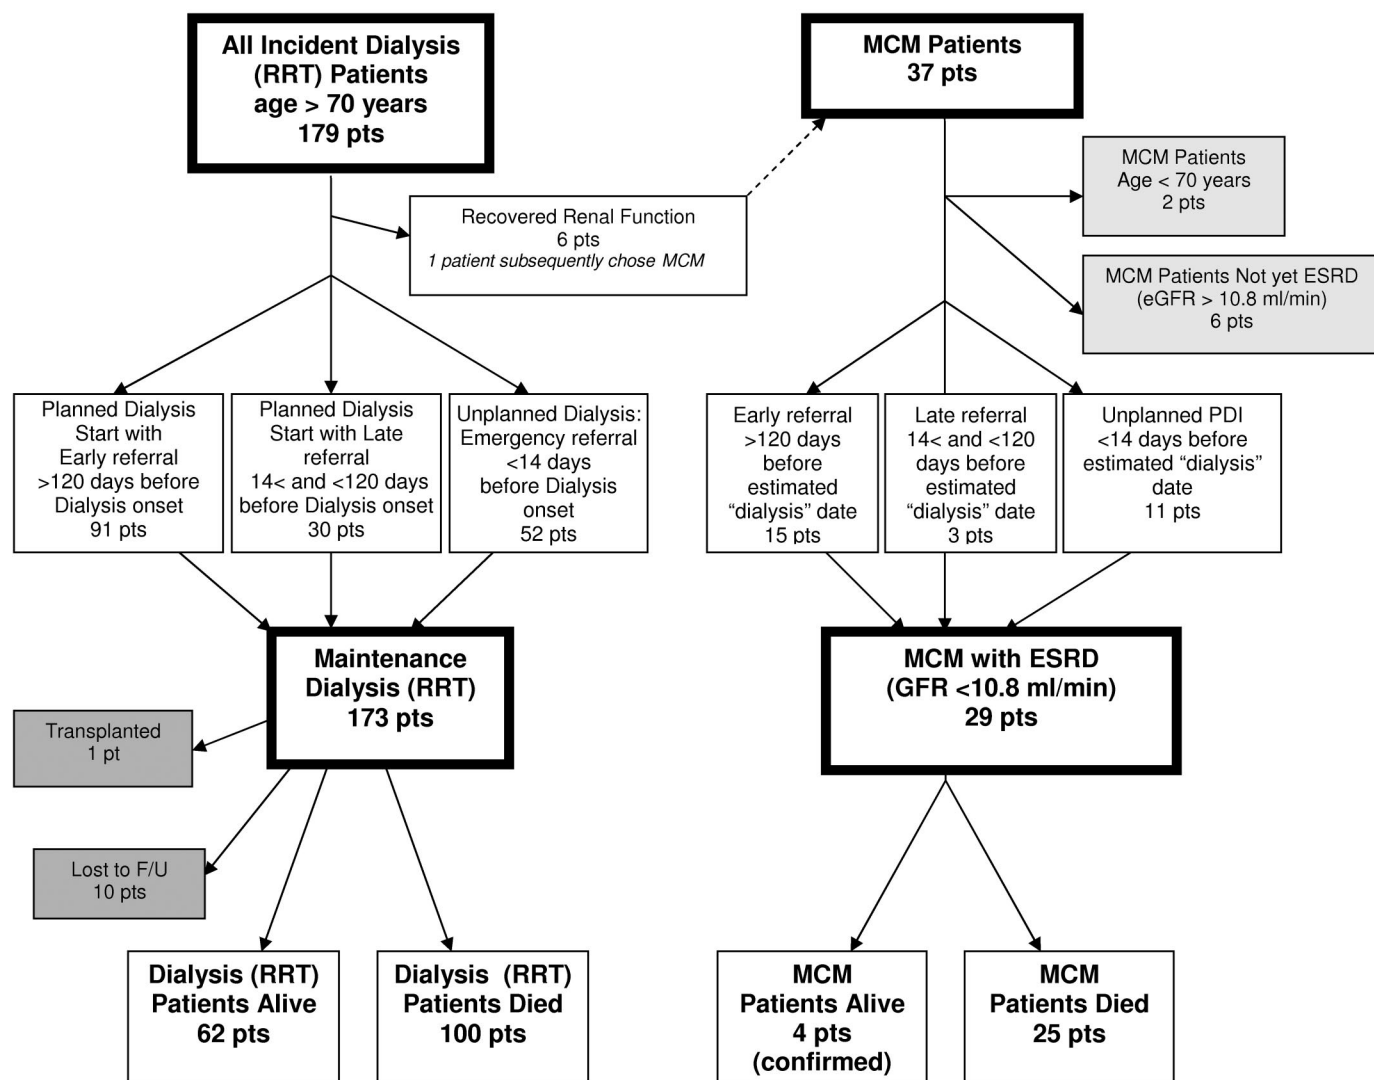 All Incident Dialysis
(RRT) Patients
age > 70 years
179 pts
MCM Patients
37 pts
MCM Patients
Age < 70 years
2 pts
Recovered Renal Function
6 pts
1 patient subsequently chose MCM
MCM Patients Not yet ESRD
(eGFR > 10.8 ml/min)
6 pts
Planned Dialysis
Start with
Early referral
>120 days before
Dialysis onset
91 pts
Planned Dialysis
Start with Late
referral
14< and <120 days
before Dialysis onset
30 pts
Unplanned Dialysis:
Emergency referral
<14 days
before Dialysis
onset
52 pts
Early referral
>120 days
before
estimated
“dialysis” date
15 pts
Late referral
14< and <120
days before
estimated
“dialysis” date
3 pts
Unplanned PDI
<14 days before
estimated “dialysis”
date
11 pts
Maintenance
Dialysis (RRT)
173 pts
MCM with ESRD
(GFR <10.8 ml/min)
29 pts
Transplanted
1 pt
Lost to F/U
10 pts
Dialysis (RRT)
Patients Alive
62 pts
Dialysis (RRT)
Patients Died
100 pts
MCM
Patients Alive
4 pts
(confirmed)
MCM
Patients Died
25 pts